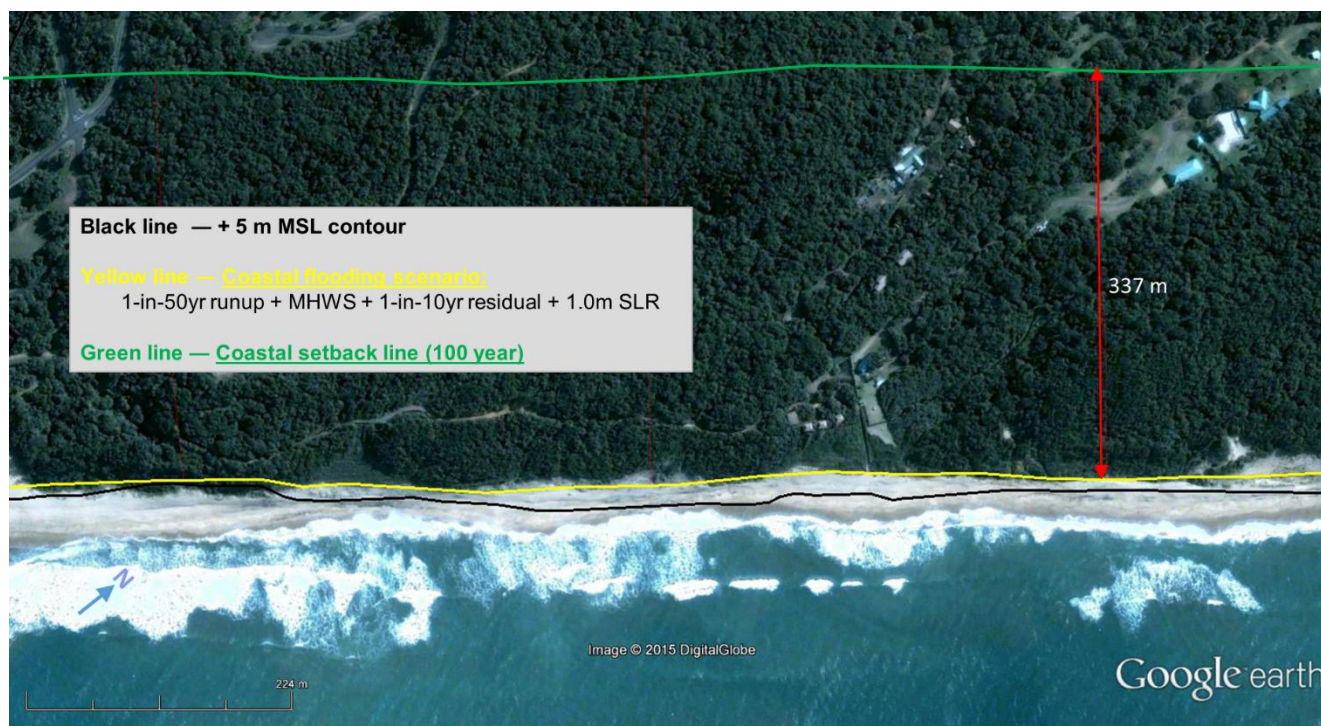 Black line — + 5 m MSL contour
Yellow line — Coastal flooding scenario:
1-in-50yr runup + MHWS + 1-in-10yr residual + 1.0m SLR
Green line — Coastal setback line (100 year)
337 m
N
Image © 2015 DigitalGlobe
224 m
Google earth